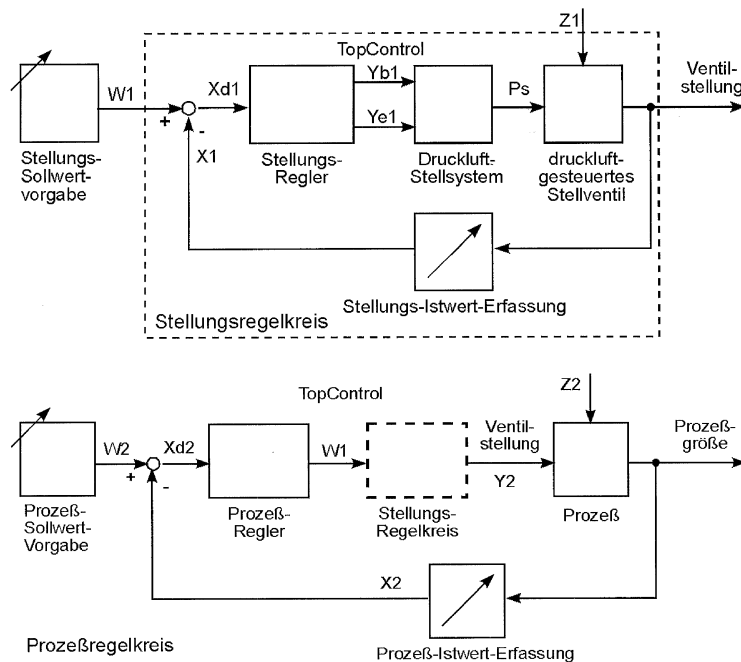 Z1
TopControl
Ventil-
stellung
W1
Xd1
Yb1
Ye1
Ps
+
-
X1
Stellungs-
Sollwert-
vorgabe
Stellungs-
Regler
Druckluft-
Stellsystem
druckluft-
gesteuertes
Stellventil
Stellungs-Istwert-Erfassung
Stellungsregelkreis
TopControl
Z2
W2
Xd2
W1
Ventil-
stellung
Y2
Prozeß-
größe
+
-
Prozeß-
Sollwert-
Vorgabe
Prozeß-
Regler
Stellungs-
Regelkreis
Prozeß
X2
Prozeß-Istwert-Erfassung
Prozeßregelkreis